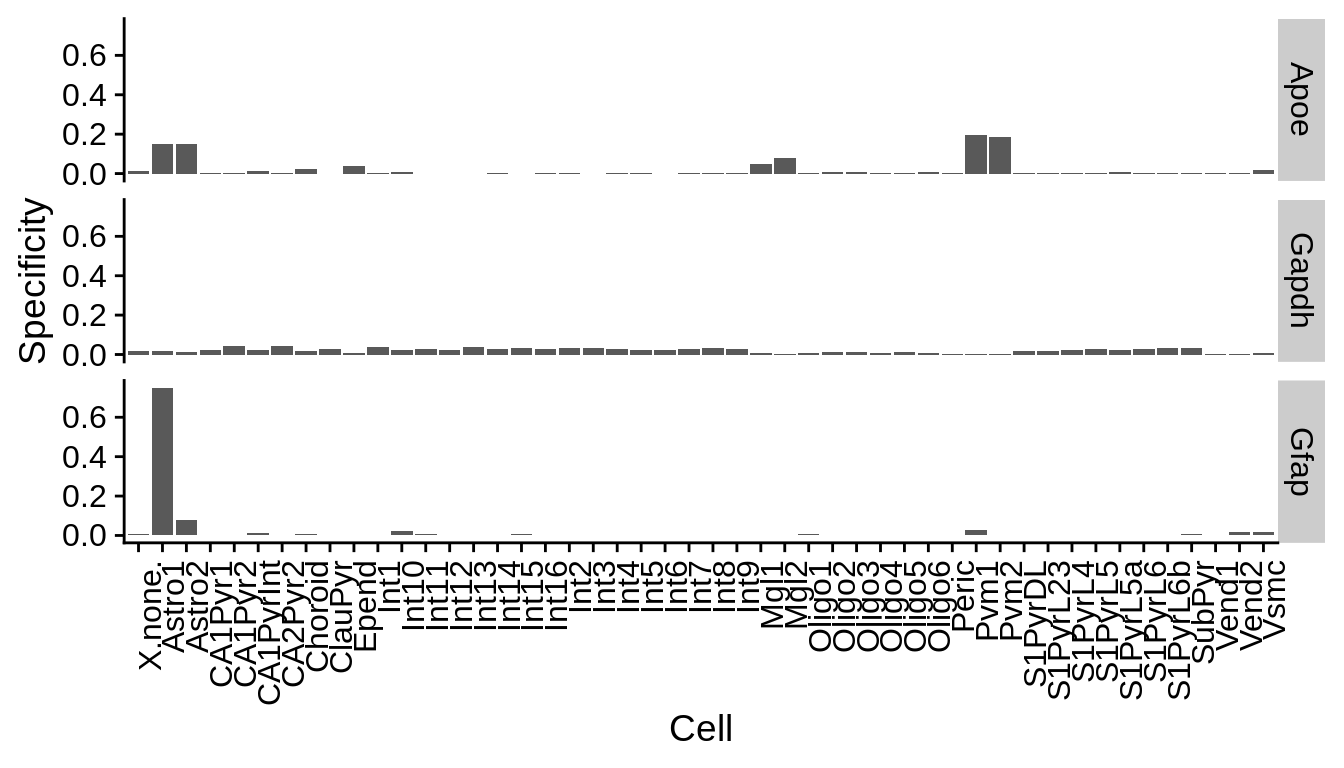 0.6
0.4
0.2
0.0
Apoe
0.6
0.4
0.2
0.0
Gapdh
0.6
0.4
0.2
0.0
Gfap
Specificity
X.none.
Astro1
Astro2
CA1Pyr1
CA1Pyr2
CA1PyrInt
CA2Pyr2
Choroid
ClauPyr
Epend
Int1
Int10
Int11
Int12
Int13
Int14
Int15
Int16
Int2
Int3
Int4
Int5
Int6
Int7
Int8
Int9
Mgl1
Mgl2
Oligo1
Oligo2
Oligo3
Oligo4
Oligo5
Oligo6
Peric
Pvm1
Pvm2
S1PyrDL
S1PyrL23
S1PyrL4
S1PyrL5
S1PyrL5a
S1PyrL6
S1PyrL6b
SubPyr
Vend1
Vend2
Vsmc
Cell